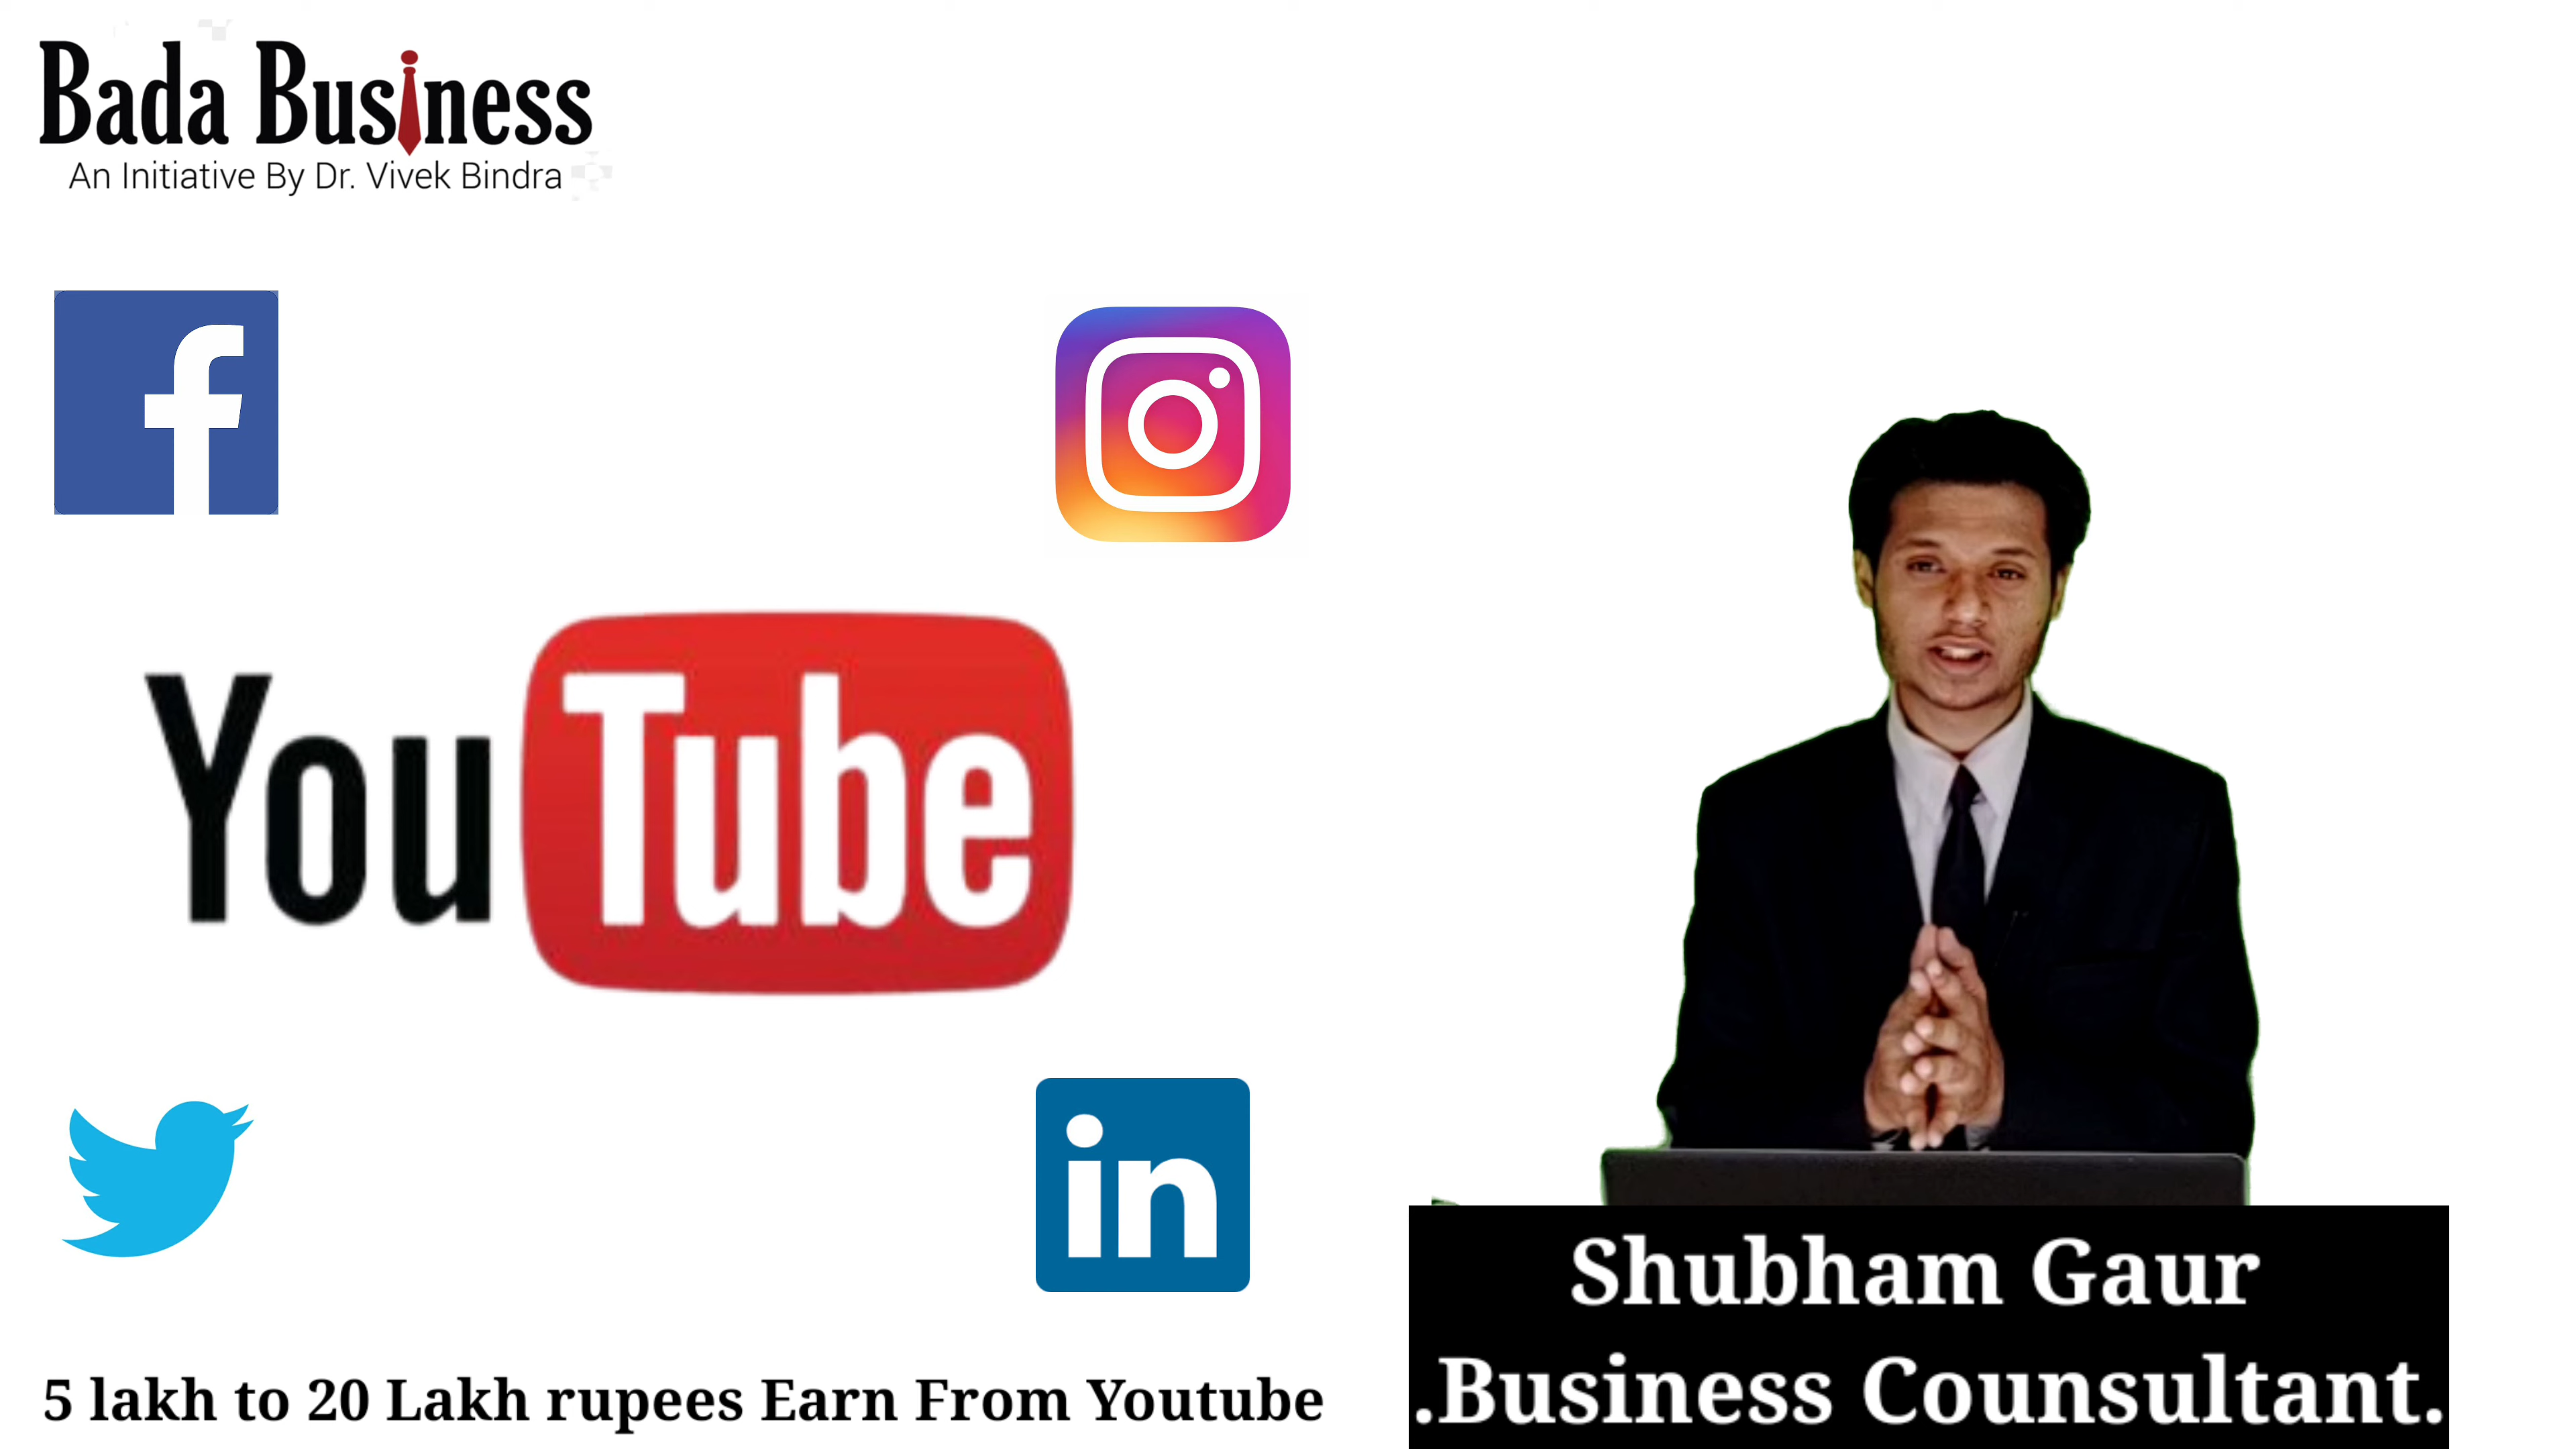 Bada Business
An Initiative By Dr. Vivek Bindra
f
YouTube
in
5 lakh to 20 Lakh rupees Earn From Youtube
Shubham Gaur
.Business Counsultant.